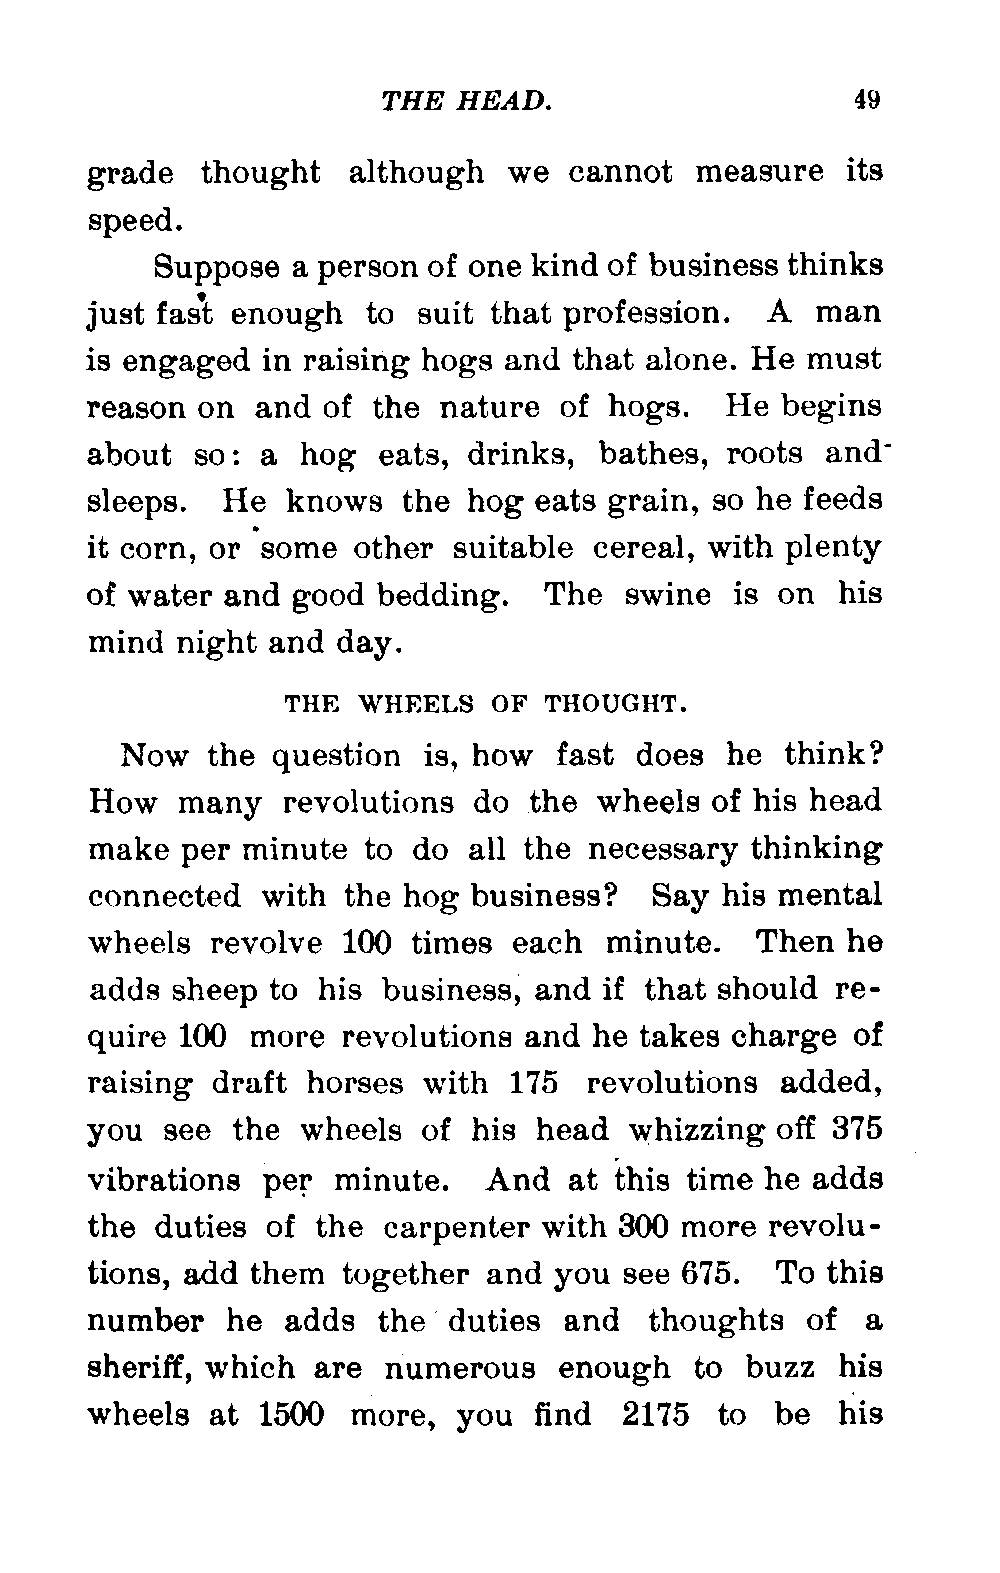 THE HEAD. 49
grade thought although we cannot measure its
speed.
Suppose a person of one kind of business thinks
just fast enough to suit that profession. A man
is engaged in raising hogs and that alone. He must
reason on and of the nature of hogs. He begins
about so: a hog eats, drinks, bathes, roots and
sleeps. He knows the hog eats grain, so he feeds
it corn, or some other suitable cereal, with plenty
of water and good bedding. The swine is on his
mind night and day.
THE WHEELS OF THOUGHT.
Now the question is, how fast does he think?
How many revolutions do the wheels of his head
make per minute to do all the necessary thinking
connected with the hog business? Say his mental
wheels revolve 100 times each minute. Then he
adds sheep to his business, and if that should re-
quire 100 more revolutions and he takes charge of
raising draft horses with 175 revolutions added,
you see the wheels of his head whizzing off 375
vibrations per minute. And at this time he adds
the duties of the carpenter with 300 more revolu-
tions, add them together and you see 675. To this
number he adds the duties and thoughts of a
sheriff, which are numerous enough to buzz his
wheels at 1500 more, you find 2175 to be his